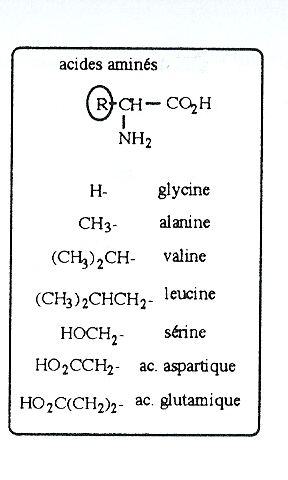 acides aminés
R-CH-CO2H
NH2
H- glycine
CH3- alanine
(CH3)2CH- valine
(CH3)2CHCH2- leucine
HOCH2- sérine
HO2CCH2- ac. aspartique
HO2C(CH2)2- ac. glutamique